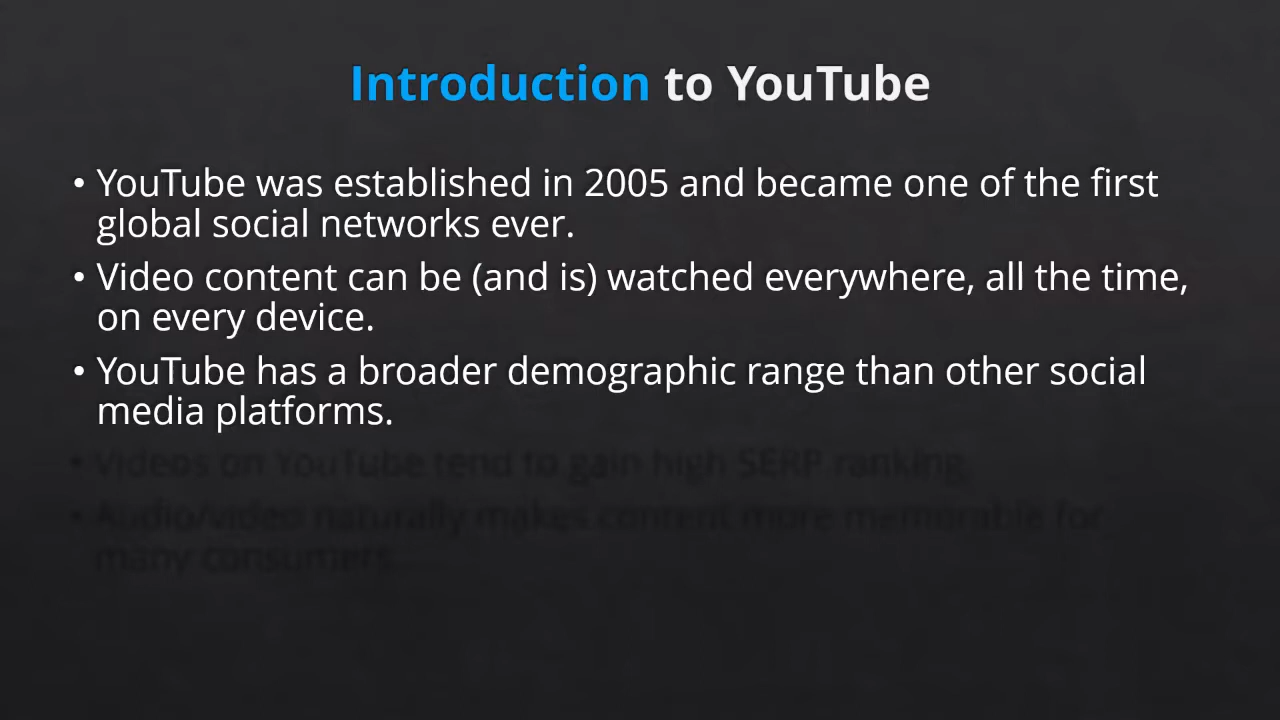 Introduction to YouTube
• YouTube was established in 2005 and became one of the first
global social networks ever.
• Video content can be (and is) watched everywhere, all the time,
on every device.
• YouTube has a broader demographic range than other social
media platforms.
• Videos on YouTube tend to gain high SERP ranking.
• Audio/video naturally makes content more memorable for
many consumers.